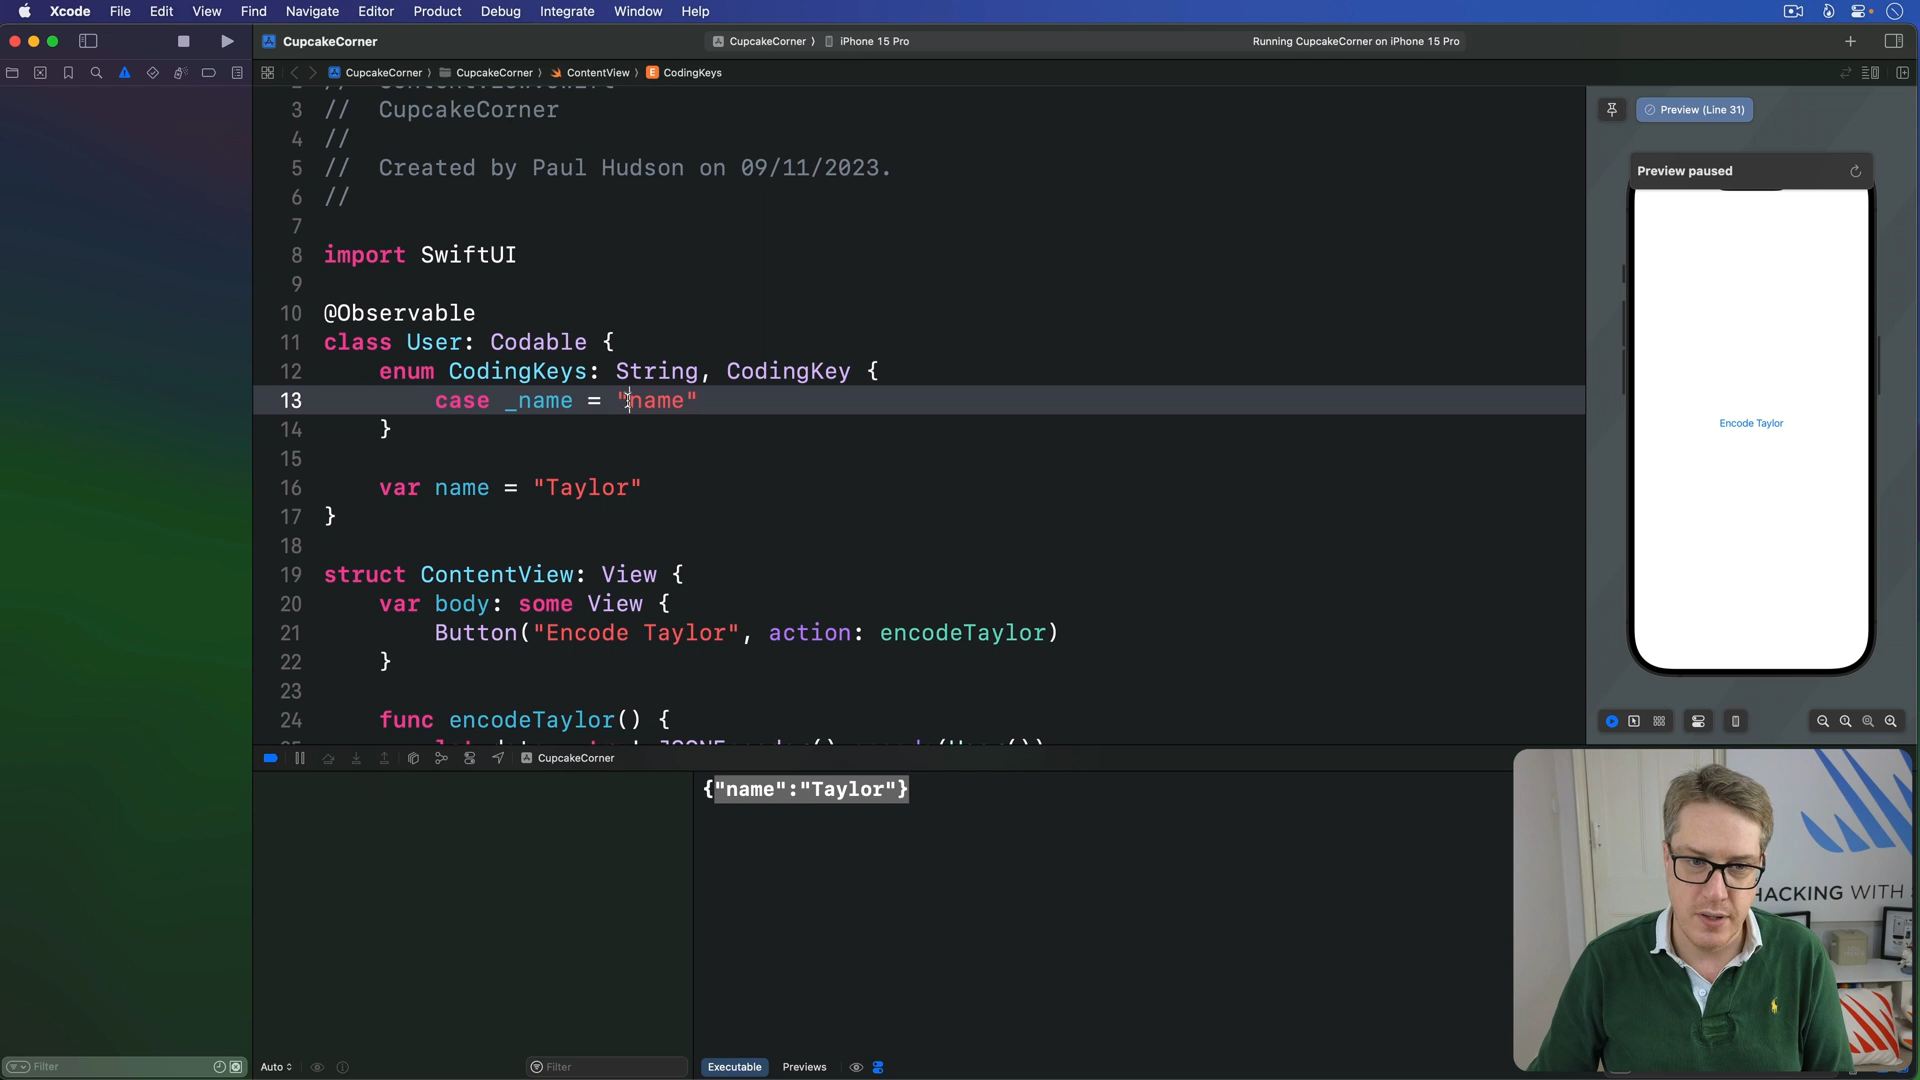 Xcode File Edit View Find Navigate Editor Product Debug Integrate Window Help
CupcakeCorner
CupcakeCorner 〉 iPhone 15 Pro
Running CupcakeCorner on iPhone 15 Pro
CupcakeCorner 〉 CupcakeCorner 〉 ContentView 〉 E CodingKeys
3 // CupcakeCorner
4 //
5 // Created by Paul Hudson on 09/11/2023.
6 //
7
8 import SwiftUI
9
10 @Observable
11 class User: Codable {
12 enum CodingKeys: String, CodingKey {
13 case _name = "name"
14 }
15
16 var name = "Taylor"
17 }
18
19 struct ContentView: View {
20 var body: some View {
21 Button("Encode Taylor", action: encodeTaylor)
22 }
23
24 func encodeTaylor() {
Preview (Line 31)
Preview paused
Encode Taylor
CupcakeCorner
{"name":"Taylor"}
HACKING WITH
Filter
Auto
Filter
Executable Previews